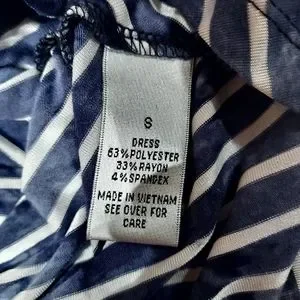 S
DRESS
63%POLYESTER
33%RAYON
4%SPANDEX
MADE IN VIETNAM
SEE OVER FOR
CARE